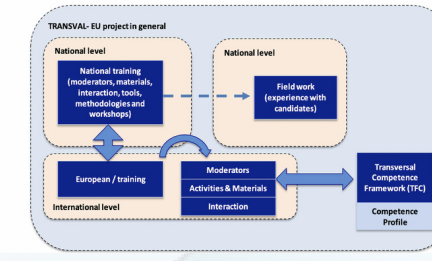 TRANSVAL- EU project in general
National level
National training
(moderators, materials,
interaction, tools,
methodologies and
workshops)
National level
Field work
(experience with
candidates)
European / training
International level
Moderators
Activities & Materials
Interaction
Transversal
Competence
Framework (TFC)
Competence
Profile